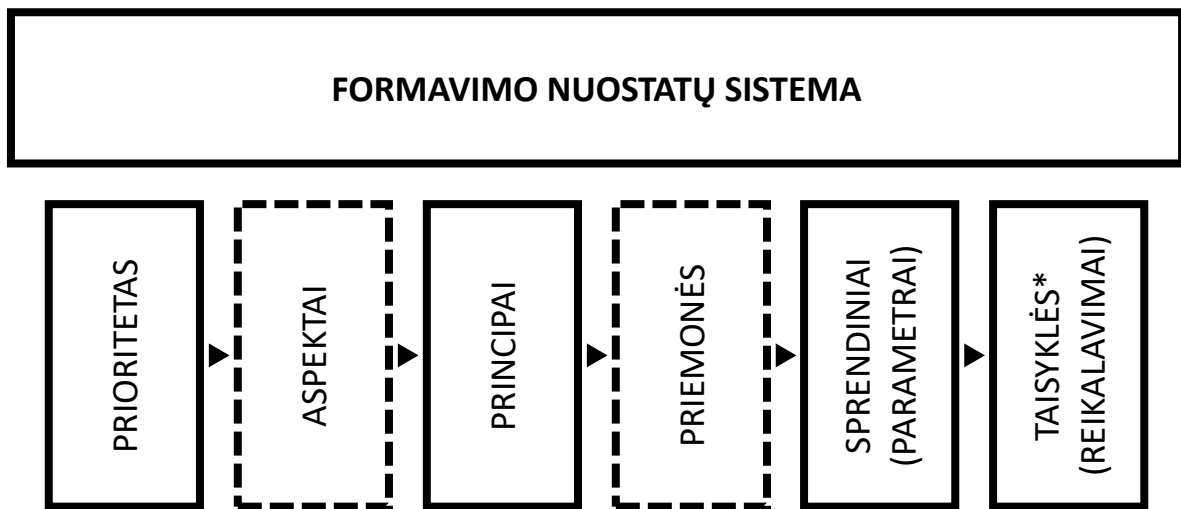 FORMAVIMO NUOSTATŲ SISTEMA
PRIORITETAS
ASPEKTAI
PRINCIPAI
PRIEMONĖS
SPRENDINIAI
(PARAMETRAI)
TAISYKLĖS*
(REIKALAVIMAI)